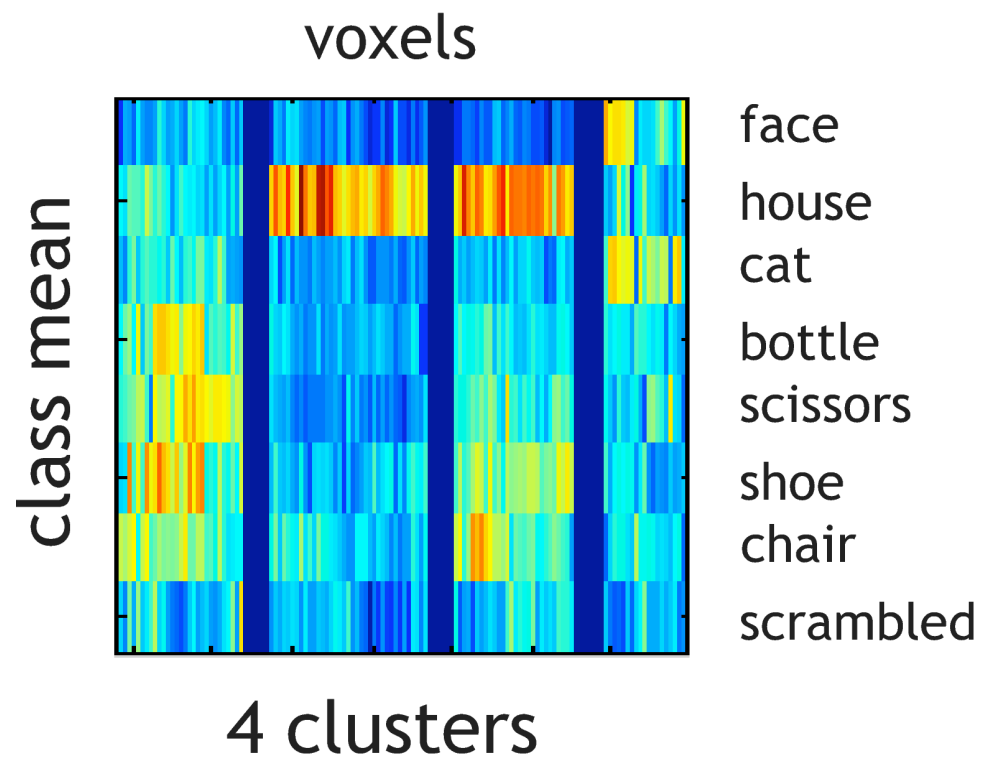 voxels
class mean
face
house
cat
bottle
scissors
shoe
chair
scrambled
4 clusters